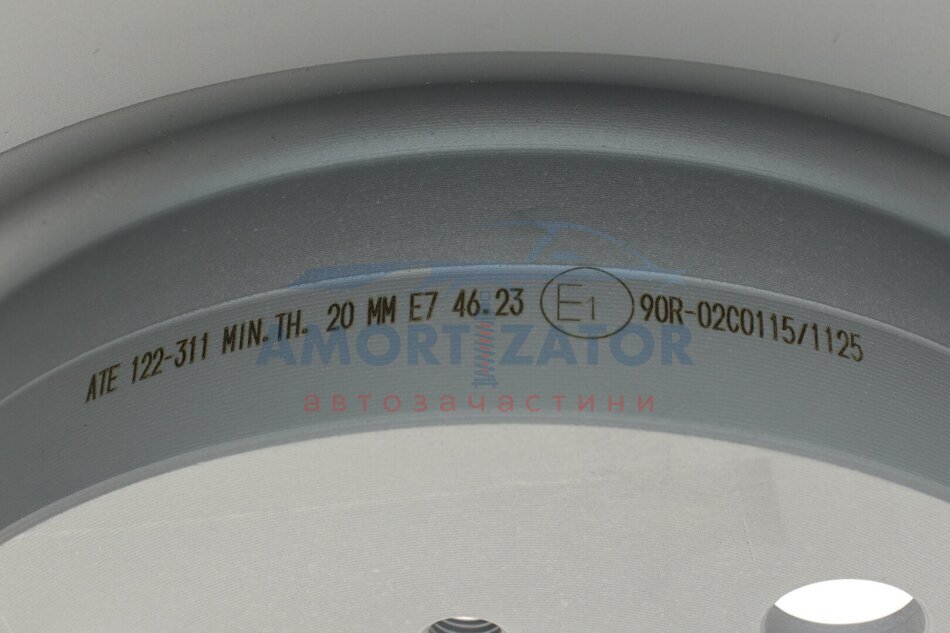 ATE 122-311 MIN.TH. 20 MM E7 46.23 E1 90R-02C0115/1125
AMORTIZATOR
автозачастини